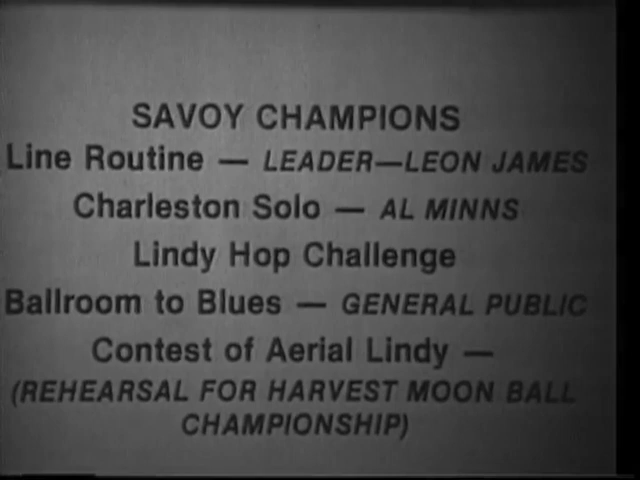 SAVOY CHAMPIONS
Line Routine — LEADER—LEON JAMES
Charleston Solo — AL MINNS
Lindy Hop Challenge
Ballroom to Blues — GENERAL PUBLIC
Contest of Aerial Lindy —
(REHEARSAL FOR HARVEST MOON BALL
CHAMPIONSHIP)